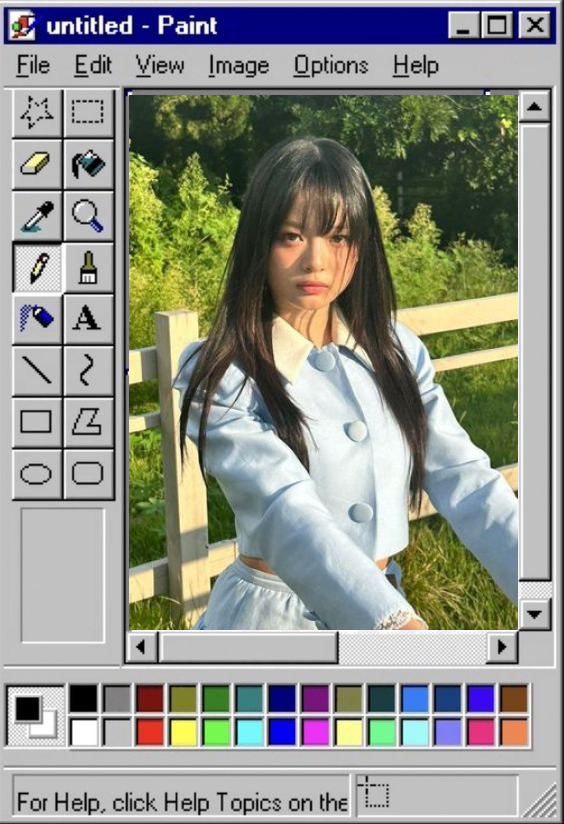 untitled - Paint
File Edit View Image Options Help
A
For Help, click Help Topics on the